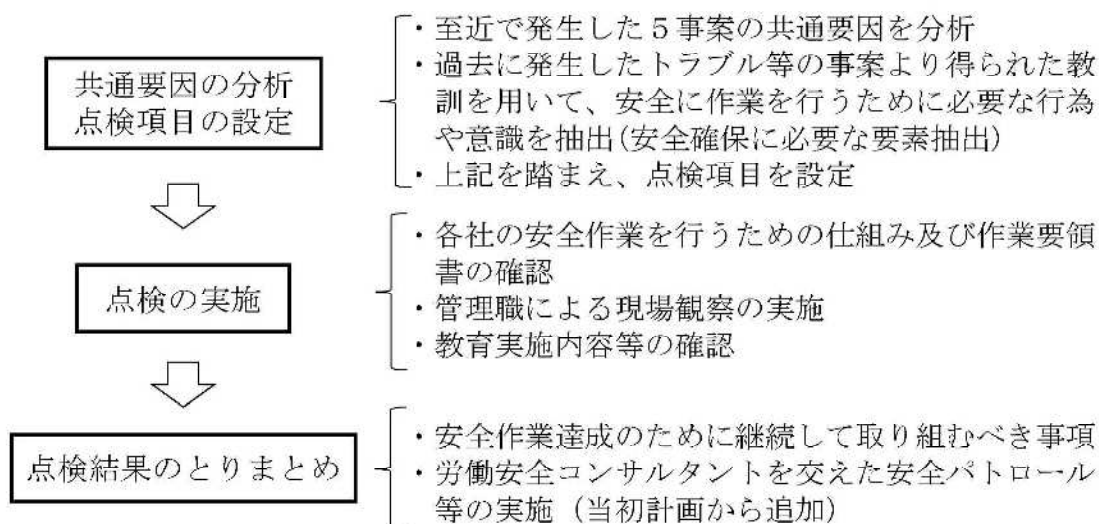 共通要因の分析
点検項目の設定
・至近で発生した5事案の共通要因を分析
・過去に発生したトラブル等の事案より得られた教
訓を用いて、安全に作業を行うために必要な行為
や意識を抽出(安全確保に必要な要素抽出)
・上記を踏まえ、点検項目を設定
点検の実施
・各社の安全作業を行うための仕組み及び作業要領
書の確認
・管理職による現場観察の実施
・教育実施内容等の確認
点検結果のとりまとめ
・安全作業達成のために継続して取り組むべき事項
・労働安全コンサルタントを交えた安全パトロール
等の実施（当初計画から追加）